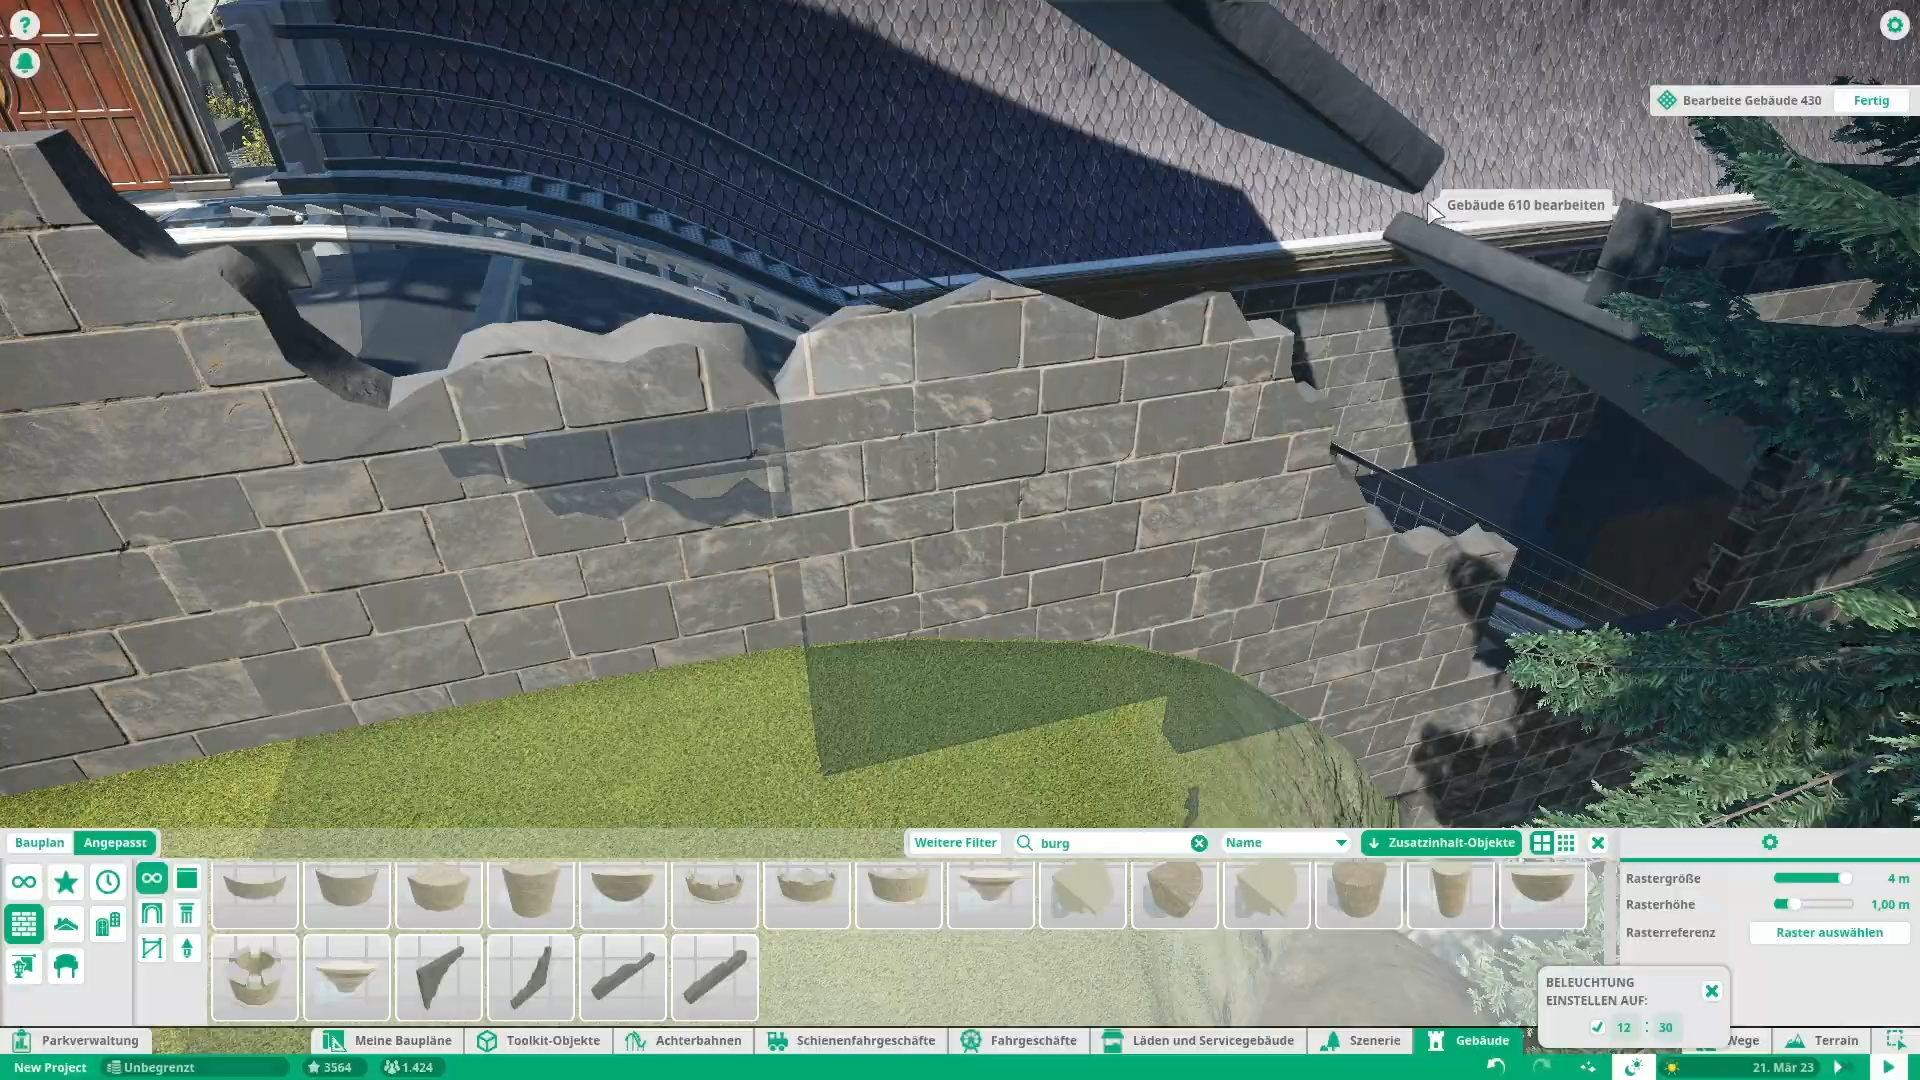 ?
Bearbeite Gebäude 430
Fertig
Gebäude 610 bearbeiten
Bauplan
Angepasst
Weitere Filter
burg
Name
Zusatzinhalt-Objekte
Rastergröße
4 m
Rasterhöhe
1,00 m
Rasterreferenz
Raster auswählen
BELEUCHTUNG
EINSTELLEN AUF:
12 : 30
Parkverwaltung
Meine Baupläne
Toolkit-Objekte
Achterbahnen
Schienenfahrgeschäfte
Fahrgeschäfte
Läden und Servicegebäude
Szenerie
Gebäude
Wege
Terrain
New Project
Unbegrenzt
3564
1.424
21. Mär 23